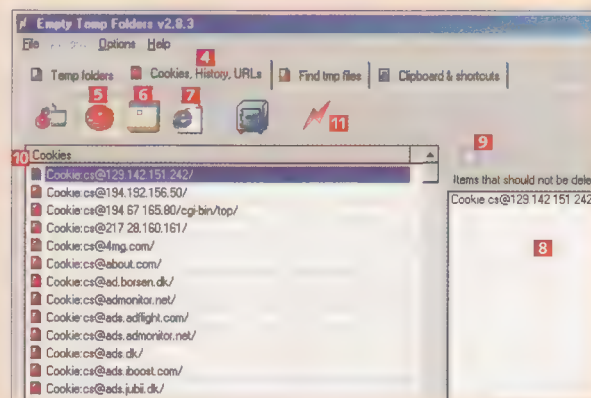 Empty Temp Folders v2.8.3
File Options Help
4
Temp folders Cookies, History, URLs Find tmp files Clipboard & shortcuts
5 6 7
11
9
10 Cookies
Items that should not be dele
Cookie:cs@129.142.151.242/ Cookie cs@129 142 151 242
Cookie:cs@194.192.156.50/
Cookie:cs@194 67 165.80/cgi-bin/top/
Cookie:cs@217 28.160.161/
8
Cookie:cs@4mg.com/
Cookie:cs@about.com/
Cookie:cs@ad.borsen.dk/
Cookie:cs@admonitor.net/
Cookie:cs@ads.adflight.com/
Cookie:cs@ads.admonitor.net/
Cookie:cs@ads.dk/
Cookie:cs@ads.iboost.com/
Cookie:cs@ads.jubii.dk/